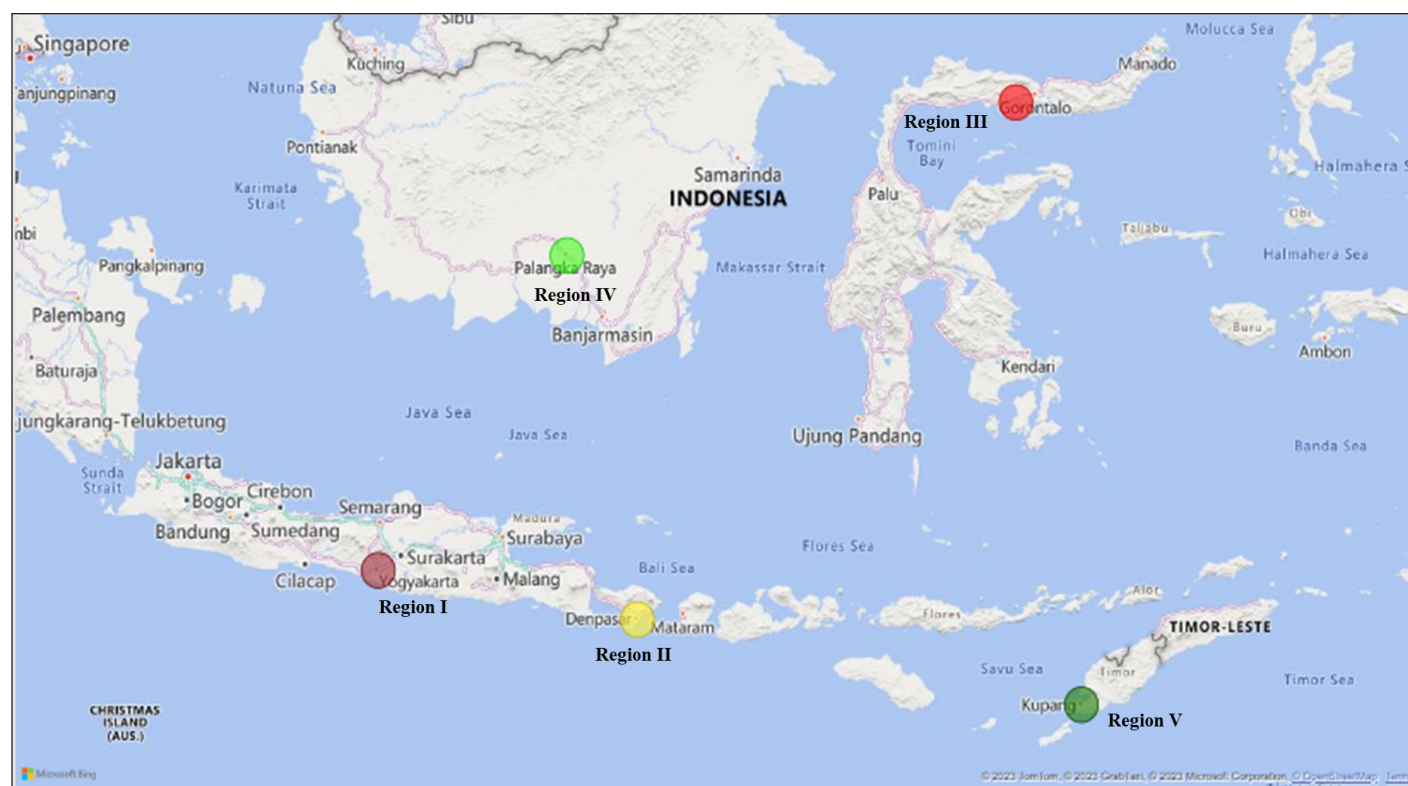 Sibu
Singapore
Kuching
Molucca Sea
Manado
Natuna Sea
anjungpinang
Gorontalo
Region III
Tomini
Bay
Pontianak
Halmahera S
Samarinda
INDONESIA
Karimata
Strait
Palu
Obi
Taliabu
mbi
Pangkalpinang
Palangka Raya
Makassar Strait
Halmahera Sea
Region IV
Palembang
Banjarmasin
Buru
Ambon
Baturaja
Kendari
Java Sea
jungkarang-Telukbetung
Java Sea
Ujung Pandang
Banda Sea
Jakarta
Sunda
Strait
Cirebon
Bogor
Semarang
Madura
Bandung
Sumedang
Surabaya
Flores Sea
Surakarta
Bali Sea
Cilacap
Yogyakarta
Malang
Region I
Alor
Denpasar
Mataram
Flores
TIMOR-LESTE
Region II
Savu Sea
Timor
Timor Sea
CHRISTMAS
ISLAND
(AUS.)
Kupang
Region V
Microsoft Bing
© 2023 TomTom, © 2023 GrabTaxi, © 2023 Microsoft Corporation, © OpenStreetMap Terms